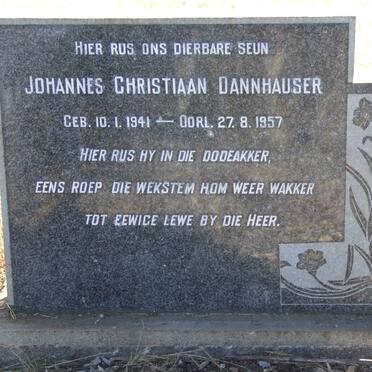 HIER RUS ONS DIERBARE SEUN
JOHANNES CHRISTIAAN DANNHAUSER
GEB. 10. 1. 1941 — OORL. 27. 8. 1957
HIER RUS HY IN DIE DODEAKKER,
EENS ROEP DIE WEKSTEM HOM WEER WAKKER
TOT EEWIGE LEWE BY DIE HEER.